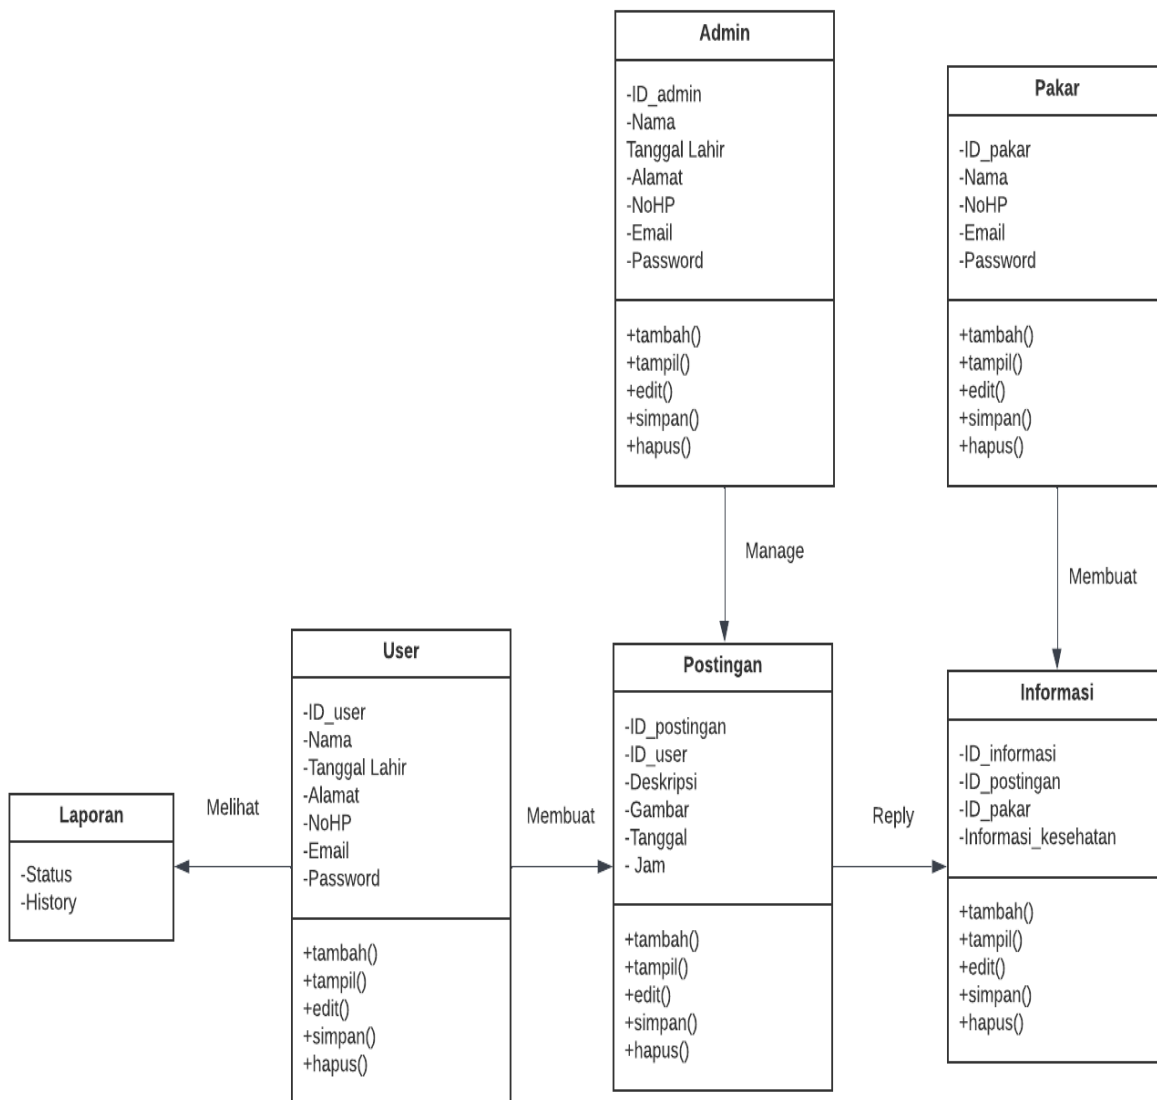 Admin
-ID_admin
-Nama
Tanggal Lahir
-Alamat
-NoHP
-Email
-Password
+tambah()
+tampil()
+edit()
+simpan()
+hapus()
Pakar
-ID_pakar
-Nama
-NoHP
-Email
-Password
+tambah()
+tampil()
+edit()
+simpan()
+hapus()
Manage
Membuat
Laporan
-Status
-History
Melihat
User
-ID_user
-Nama
-Tanggal Lahir
-Alamat
-NoHP
-Email
-Password
+tambah()
+tampil()
+edit()
+simpan()
+hapus()
Membuat
Postingan
-ID_postingan
-ID_user
-Deskripsi
-Gambar
-Tanggal
- Jam
+tambah()
+tampil()
+edit()
+simpan()
+hapus()
Reply
Informasi
-ID_informasi
-ID_postingan
-ID_pakar
-Informasi_kesehatan
+tambah()
+tampil()
+edit()
+simpan()
+hapus()